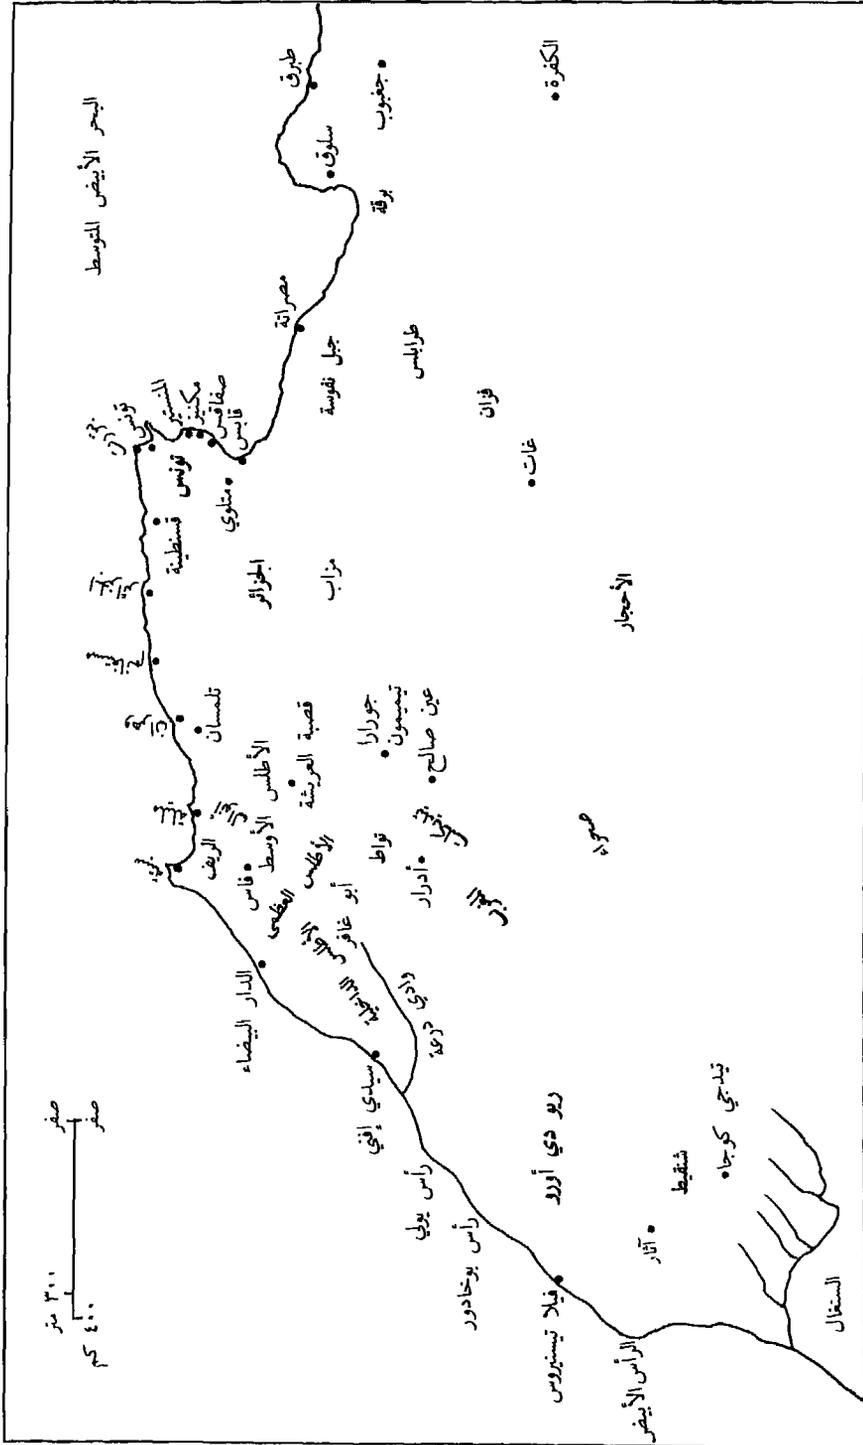 البحر الأبيض المتوسط
طبرق
جغبوب
الكفرة
سلوق
برقة
مصراتة
جبل نفوسة
طرابلس
فزان
غات
تونس
المنستير
مكنين
صفاقس
قابس
تونس
متلوي
قسنطينة
الجزائر
مزاب
الأحجار
تلمسان
الأطلس
الأوسط
قصبة العريشة
جورارا
تيميمون
عين صالح
الريف
فاس
العظمى
الأطلس
تواط
أدرار
أبو غافر
صحراء
الدار البيضاء
وادي
درعة
سيدي إفني
رأس يوبي
رأس بوخادور
ريو دي أورو
فيلا تيسنيروس
الرأس الأبيض
آتار
شنقيط
تيدجي كوجا
السنغال
صفر
صفر
٣٠٠ متر
٤٠٠ كم